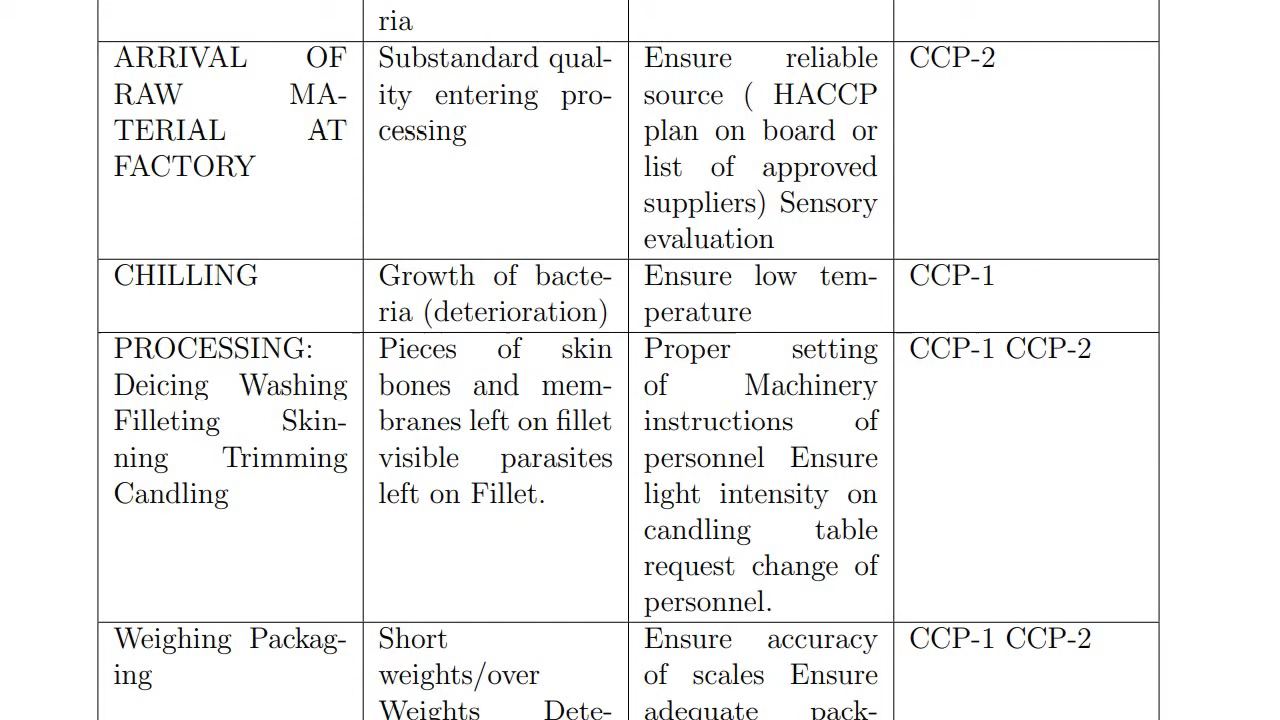 ria
ARRIVAL OF
RAW MA-
TERIAL AT
FACTORY
Substandard qual-
ity entering pro-
cessing
Ensure reliable
source ( HACCP
plan on board or
list of approved
suppliers) Sensory
evaluation
CCP-2
CHILLING
Growth of bacte-
ria (deterioration)
Ensure low tem-
perature
CCP-1
PROCESSING:
Deicing Washing
Filleting Skin-
ning Trimming
Candling
Pieces of skin
bones and mem-
branes left on fillet
visible parasites
left on Fillet.
Proper setting
of Machinery
instructions of
personnel Ensure
light intensity on
candling table
request change of
personnel.
CCP-1 CCP-2
Weighing Packag-
ing
Short
weights/over
Weights Dete-
Ensure accuracy
of scales Ensure
adequate pack-
CCP-1 CCP-2